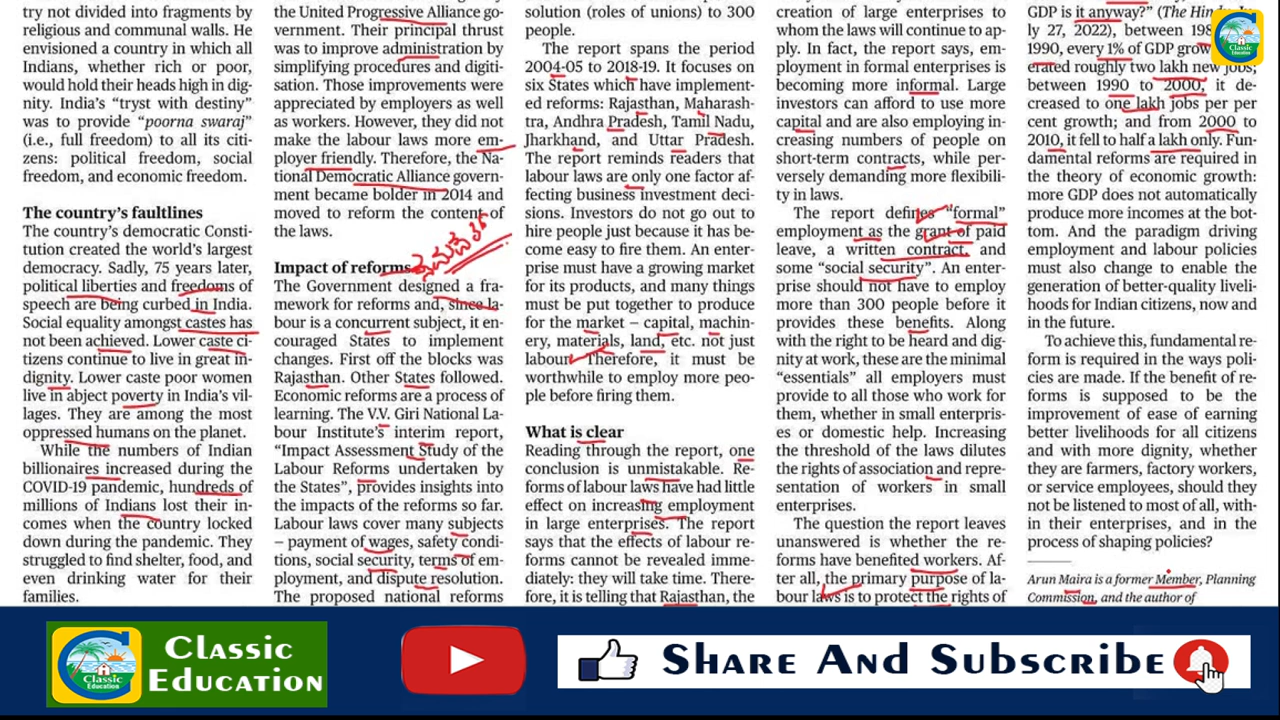 try not divided into fragments by
religious and communal walls. He
envisioned a country in which all
Indians, whether rich or poor,
would hold their heads high in dig-
nity. India's "tryst with destiny"
was to provide "poorna swaraj"
(i.e., full freedom) to all its citi-
zens: political freedom, social
freedom, and economic freedom.
The country's faultlines
The country's democratic Consti-
tution created the world's largest
democracy. Sadly, 75 years later,
political liberties and freedoms of
speech are being curbed in India.
Social equality amongst castes has
not been achieved. Lower caste ci-
tizens continue to live in great in-
dignity. Lower caste poor women
live in abject poverty in India's vil-
lages. They are among the most
oppressed humans on the planet.
While the numbers of Indian
billionaires increased during the
COVID-19 pandemic, hundreds of
millions of Indians lost their in-
comes when the country locked
down during the pandemic. They
struggled to find shelter, food, and
even drinking water for their
families.
the United Progressive Alliance go-
vernment. Their principal thrust
was to improve administration by
simplifying procedures and digiti-
sation. Those improvements were
appreciated by employers as well
as workers. However, they did not
make the labour laws more em-
ployer friendly. Therefore, the Na-
tional Democratic Alliance govern-
ment became bolder in 2014 and
moved to reform the content of
the laws.
Impact of reforms
The Government designed a fra-
mework for reforms and, since la-
bour is a concurrent subject, it en-
couraged States to implement
changes. First off the blocks was
Rajasthan. Other States followed.
Economic reforms are a process of
learning. The V.V. Giri National La-
bour Institute's interim report,
"Impact Assessment Study of the
Labour Reforms undertaken by
the States", provides insights into
the impacts of the reforms so far.
Labour laws cover many subjects
– payment of wages, safety condi-
tions, social security, terms of em-
ployment, and dispute resolution.
The proposed national reforms
solution (roles of unions) to 300
people.
The report spans the period
2004-05 to 2018-19. It focuses on
six States which have implement-
ed reforms: Rajasthan, Maharash-
tra, Andhra Pradesh, Tamil Nadu,
Jharkhand, and Uttar Pradesh.
The report reminds readers that
labour laws are only one factor af-
fecting business investment deci-
sions. Investors do not go out to
hire people just because it has be-
come easy to fire them. An enter-
prise must have a growing market
for its products, and many things
must be put together to produce
for the market – capital, machin-
ery, materials, land, etc. not just
labour. Therefore, it must be
worthwhile to employ more peo-
ple before firing them.
What is clear
Reading through the report, one
conclusion is unmistakable. Re-
forms of labour laws have had little
effect on increasing employment
in large enterprises. The report
says that the effects of labour re-
forms cannot be revealed imme-
diately: they will take time. There-
fore, it is telling that Rajasthan, the
creation of large enterprises to
whom the laws will continue to ap-
ply. In fact, the report says, em-
ployment in formal enterprises is
becoming more informal. Large
investors can afford to use more
capital and are also employing in-
creasing numbers of people on
short-term contracts, while per-
versely demanding more flexibili-
ty in laws.
The report defines "formal"
employment as the grant of paid
leave, a written contract, and
some "social security". An enter-
prise should not have to employ
more than 300 people before it
provides these benefits. Along
with the right to be heard and dig-
nity at work, these are the minimal
"essentials" all employers must
provide to all those who work for
them, whether in small enterpris-
es or domestic help. Increasing
the threshold of the laws dilutes
the rights of association and repre-
sentation of workers in small
enterprises.
The question the report leaves
unanswered is whether the re-
forms have benefited workers. Af-
ter all, the primary purpose of la-
bour laws is to protect the rights of
GDP is it anyway?" (The Hindu,
ly 27, 2022), between
1990, every 1% of GDP
erated roughly two lakh new jobs;
between 1990 to 2000, it de-
creased to one lakh jobs per per
cent growth; and from 2000 to
2010, it fell to half a lakh only. Fun-
damental reforms are required in
the theory of economic growth:
more GDP does not automatically
produce more incomes at the bot-
tom. And the paradigm driving
employment and labour policies
must also change to enable the
generation of better-quality liveli-
hoods for Indian citizens, now and
in the future.
To achieve this, fundamental re-
form is required in the ways poli-
cies are made. If the benefit of re-
forms is supposed to be the
improvement of ease of earning
better livelihoods for all citizens
and with more dignity, whether
they are farmers, factory workers,
or service employees, should they
not be listened to most of all, with-
in their enterprises, and in the
process of shaping policies?
Arun Maira is a former Member, Planning
Commission, and the author of
Classic
Education
Classic
Education
Classic
Education
Share And Subscribe